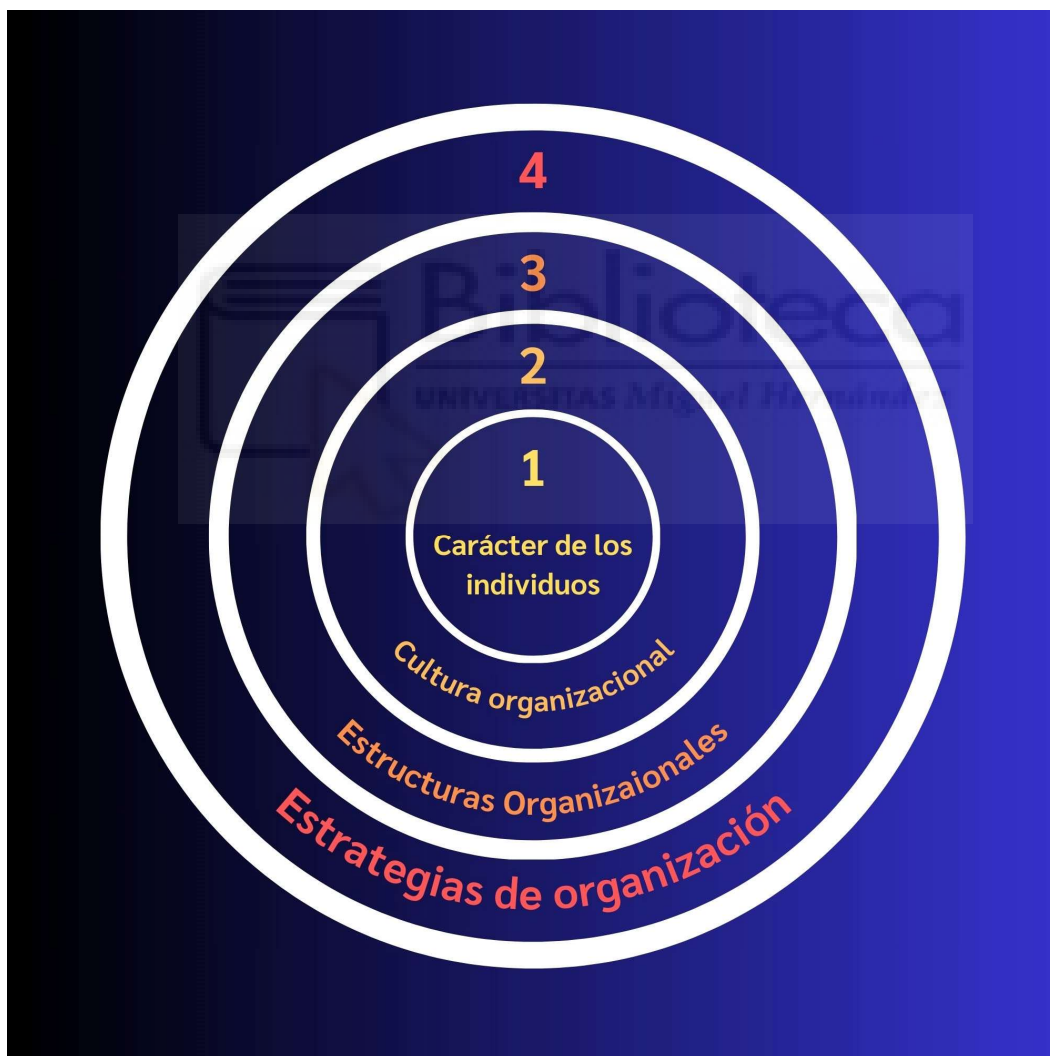 4
3
2
1
Carácter de los
individuos
Cultura organizacional
Estructuras Organizaionales
Estrategias de organización
Biblioteca
UNIVERSITAS Miguel Hernández